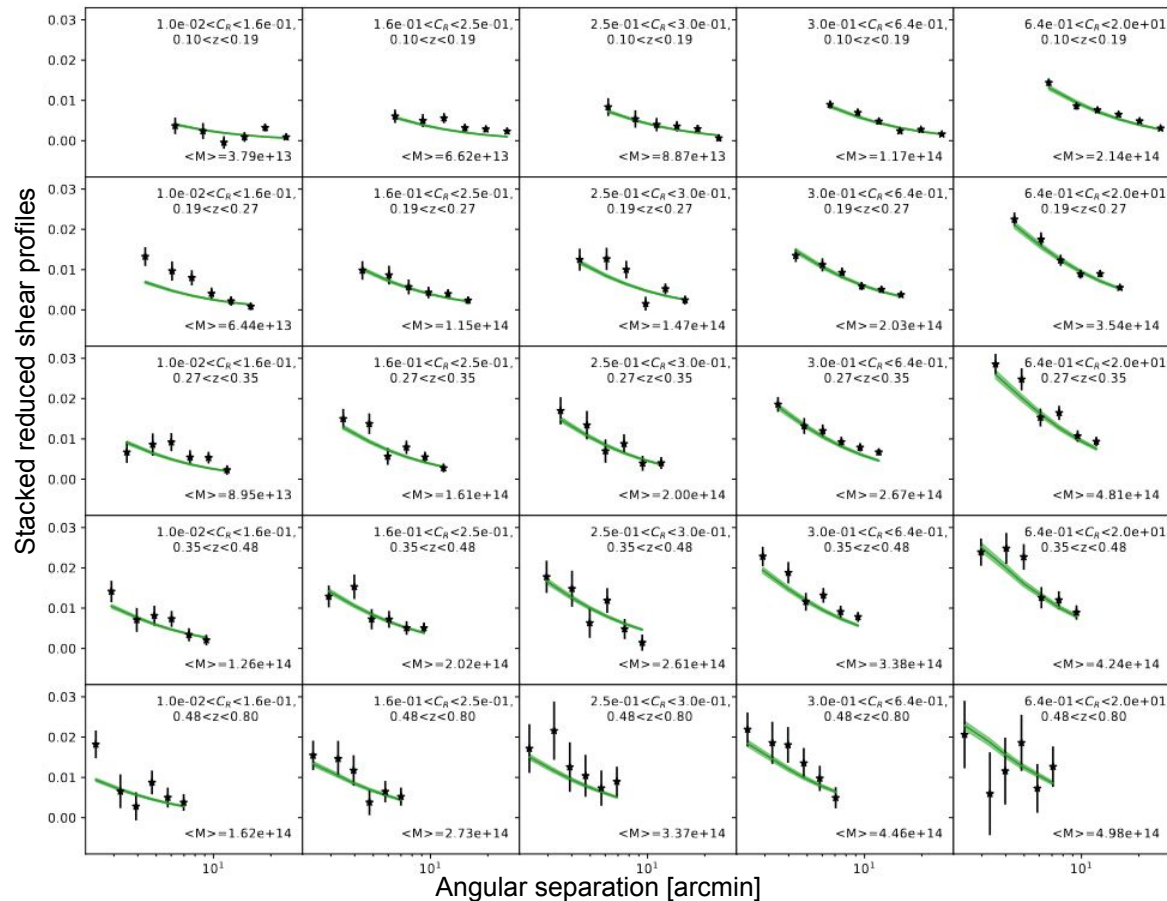 Stacked reduced shear profiles
0.03
0.02
0.01
0.00
1.0e-02<C_R<1.6e-01,
0.10<z<0.19
<M>=3.79e+13
1.6e-01<C_R<2.5e-01,
0.10<z<0.19
<M>=6.62e+13
2.5e-01<C_R<3.0e-01,
0.10<z<0.19
<M>=8.87e+13
3.0e-01<C_R<6.4e-01,
0.10<z<0.19
<M>=1.17e+14
6.4e-01<C_R<2.0e+01
0.10<z<0.19
<M>=2.14e+14
0.03
0.02
0.01
0.00
1.0e-02<C_R<1.6e-01,
0.19<z<0.27
<M>=6.44e+13
1.6e-01<C_R<2.5e-01,
0.19<z<0.27
<M>=1.15e+14
2.5e-01<C_R<3.0e-01,
0.19<z<0.27
<M>=1.47e+14
3.0e-01<C_R<6.4e-01,
0.19<z<0.27
<M>=2.03e+14
6.4e-01<C_R<2.0e+01
0.19<z<0.27
<M>=3.54e+14
0.03
0.02
0.01
0.00
1.0e-02<C_R<1.6e-01,
0.27<z<0.35
<M>=8.95e+13
1.6e-01<C_R<2.5e-01,
0.27<z<0.35
<M>=1.61e+14
2.5e-01<C_R<3.0e-01,
0.27<z<0.35
<M>=2.00e+14
3.0e-01<C_R<6.4e-01,
0.27<z<0.35
<M>=2.67e+14
6.4e-01<C_R<2.0e+01
0.27<z<0.35
<M>=4.81e+14
0.03
0.02
0.01
0.00
1.0e-02<C_R<1.6e-01,
0.35<z<0.48
<M>=1.26e+14
1.6e-01<C_R<2.5e-01,
0.35<z<0.48
<M>=2.02e+14
2.5e-01<C_R<3.0e-01,
0.35<z<0.48
<M>=2.61e+14
3.0e-01<C_R<6.4e-01,
0.35<z<0.48
<M>=3.38e+14
6.4e-01<C_R<2.0e+01
0.35<z<0.48
<M>=4.24e+14
0.03
0.02
0.01
0.00
1.0e-02<C_R<1.6e-01,
0.48<z<0.80
<M>=1.62e+14
1.6e-01<C_R<2.5e-01,
0.48<z<0.80
<M>=2.73e+14
2.5e-01<C_R<3.0e-01,
0.48<z<0.80
<M>=3.37e+14
3.0e-01<C_R<6.4e-01,
0.48<z<0.80
<M>=4.46e+14
6.4e-01<C_R<2.0e+01
0.48<z<0.80
<M>=4.98e+14
10¹
10¹
10¹
10¹
10¹
Angular separation [arcmin]